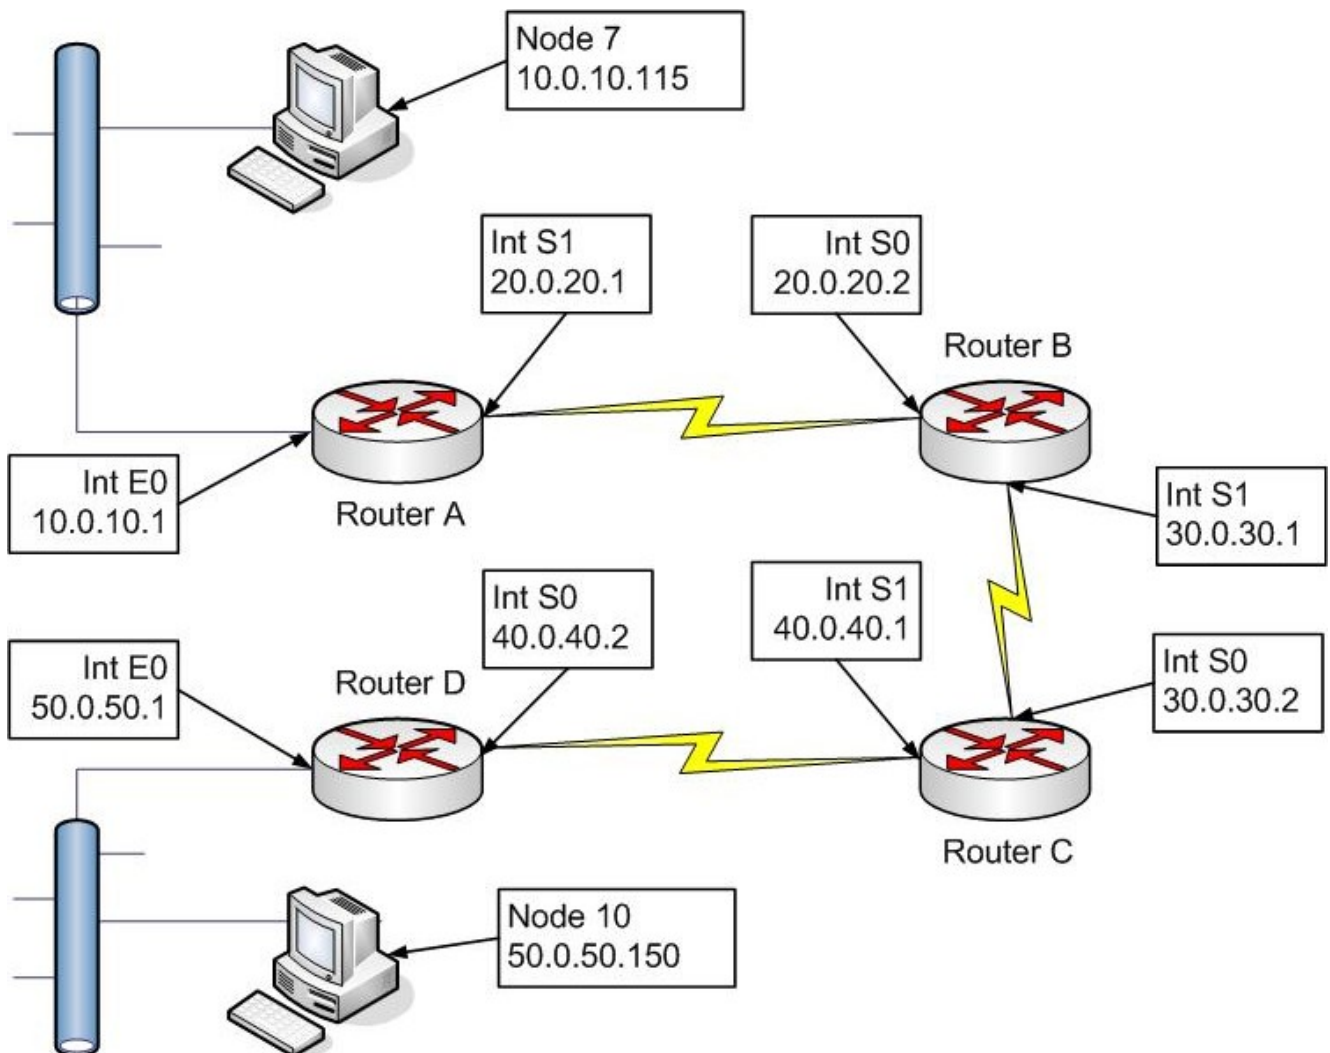 Node 7
10.0.10.115
Int S1
20.0.20.1
Int S0
20.0.20.2
Router B
Int E0
10.0.10.1
Router A
Int S1
30.0.30.1
Int S0
40.0.40.2
Int S1
40.0.40.1
Int E0
50.0.50.1
Router D
Int S0
30.0.30.2
Router C
Node 10
50.0.50.150